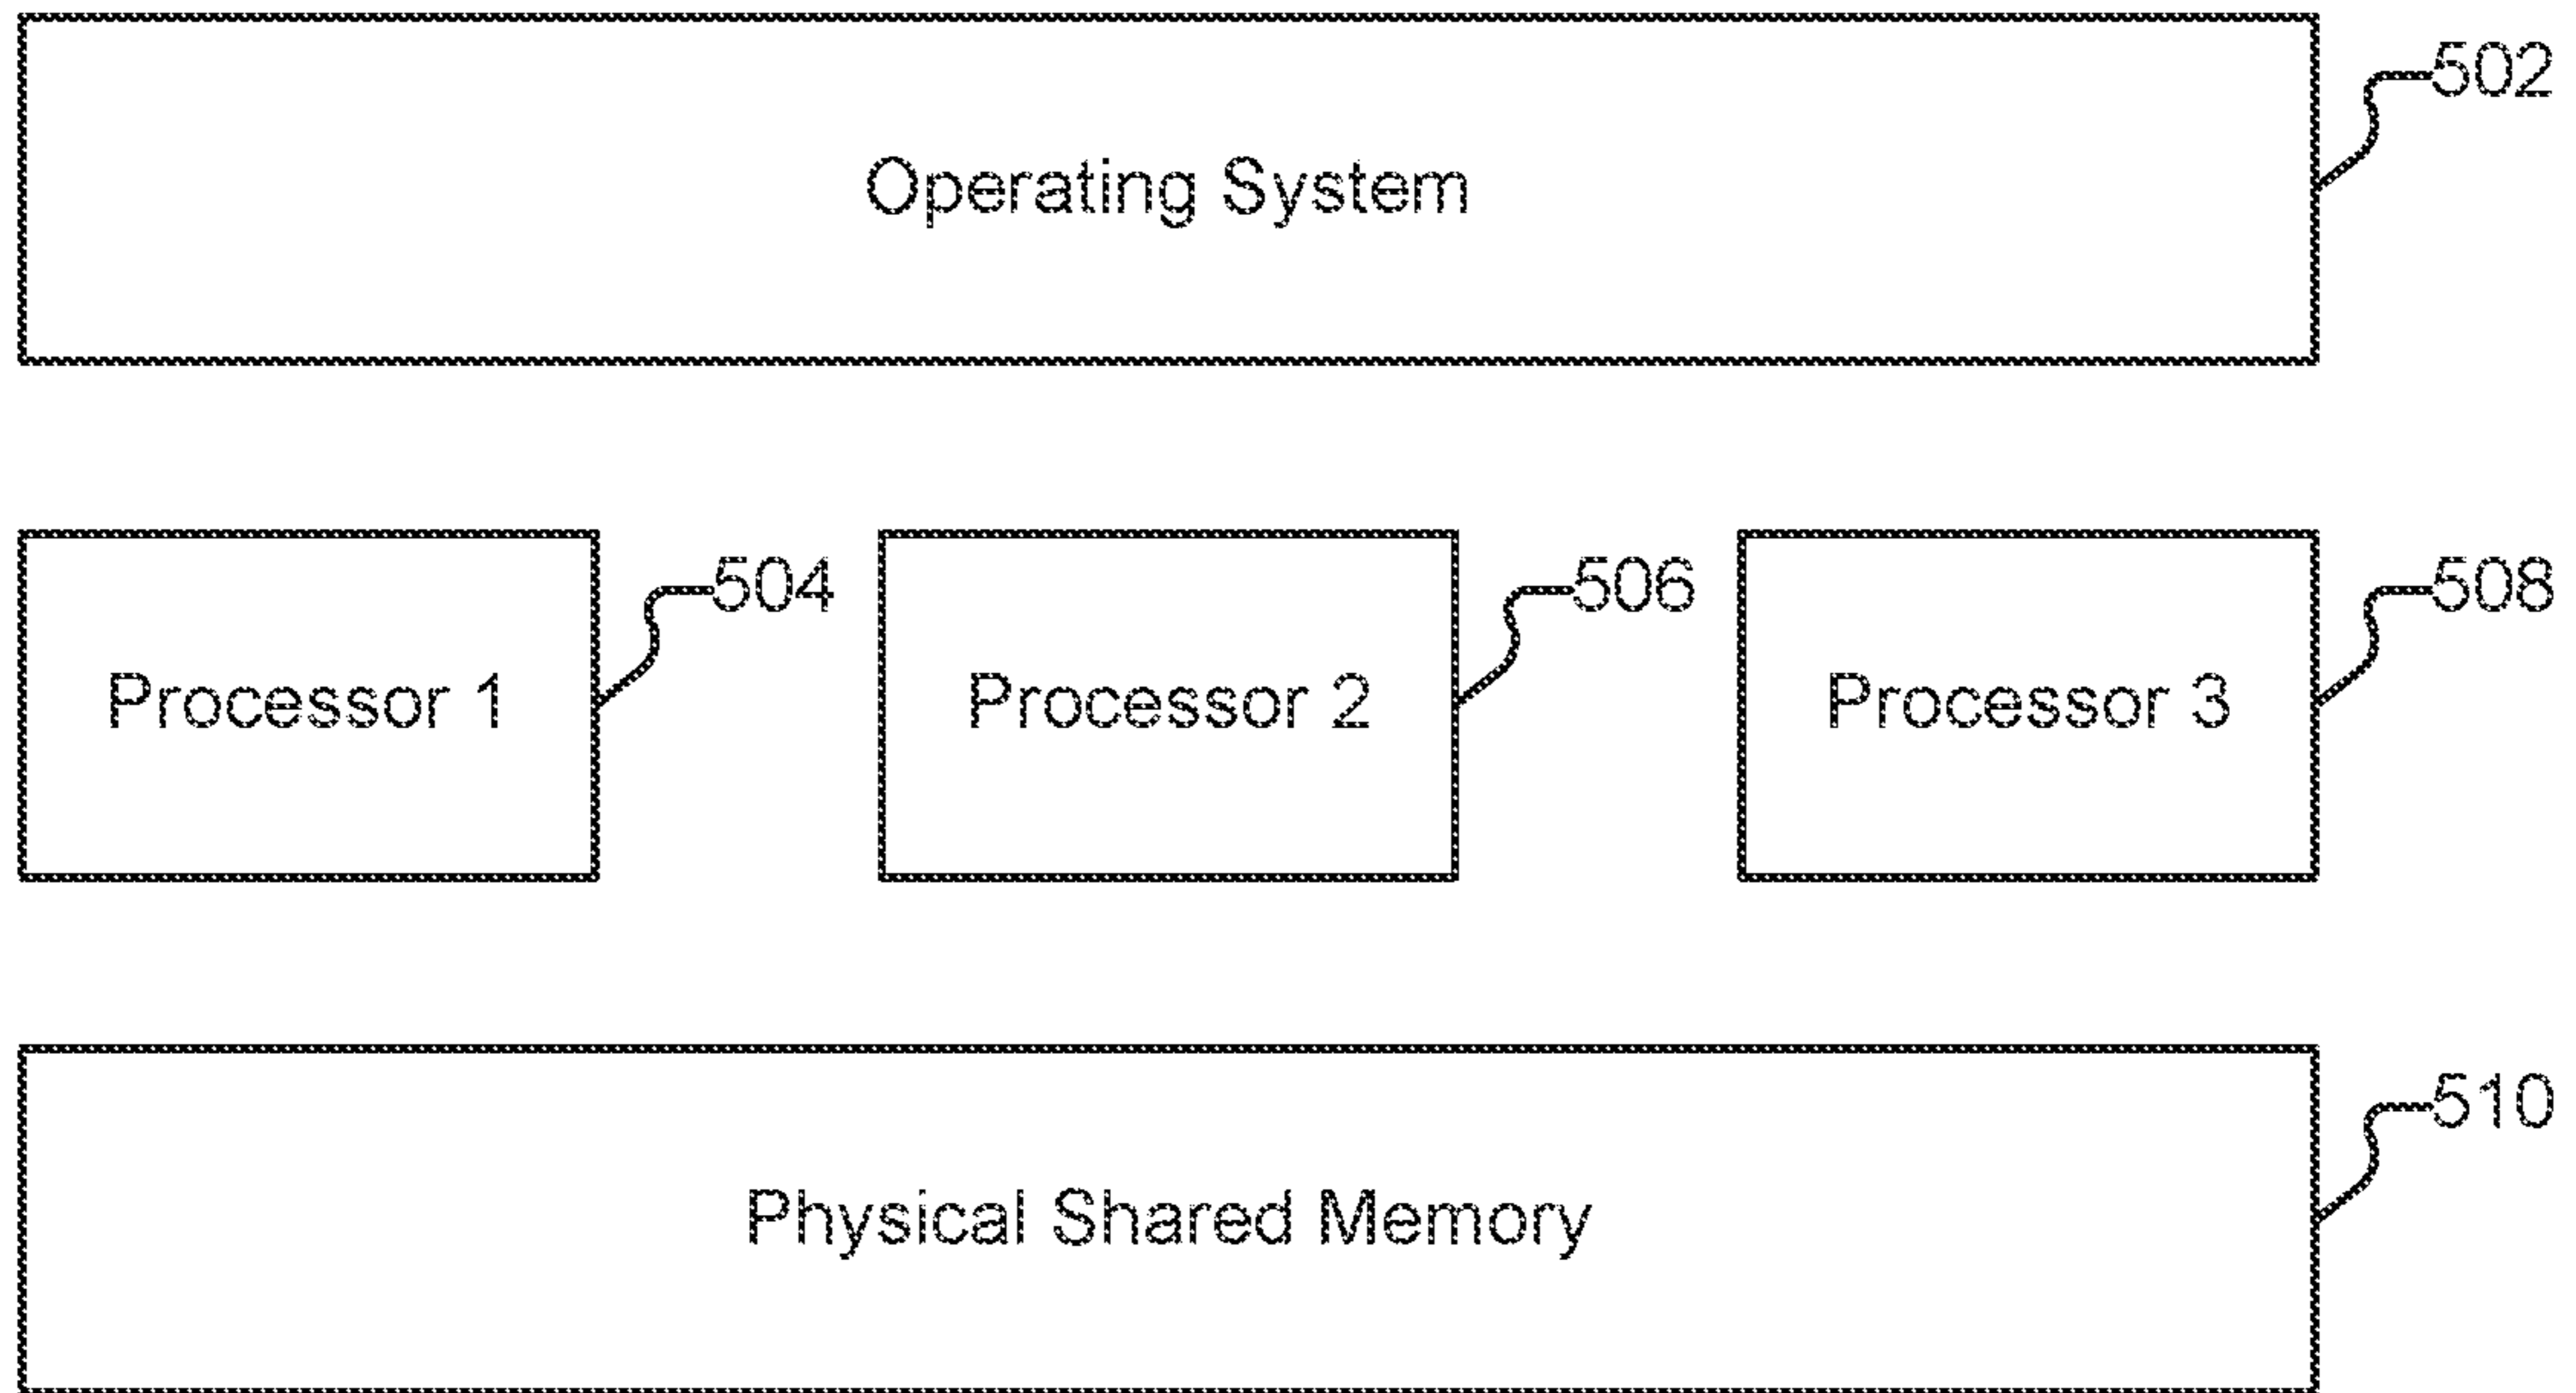 502
Operating System
504
506
508
Processor 1
Processor 2
Processor 3
510
Physical Shared Memory